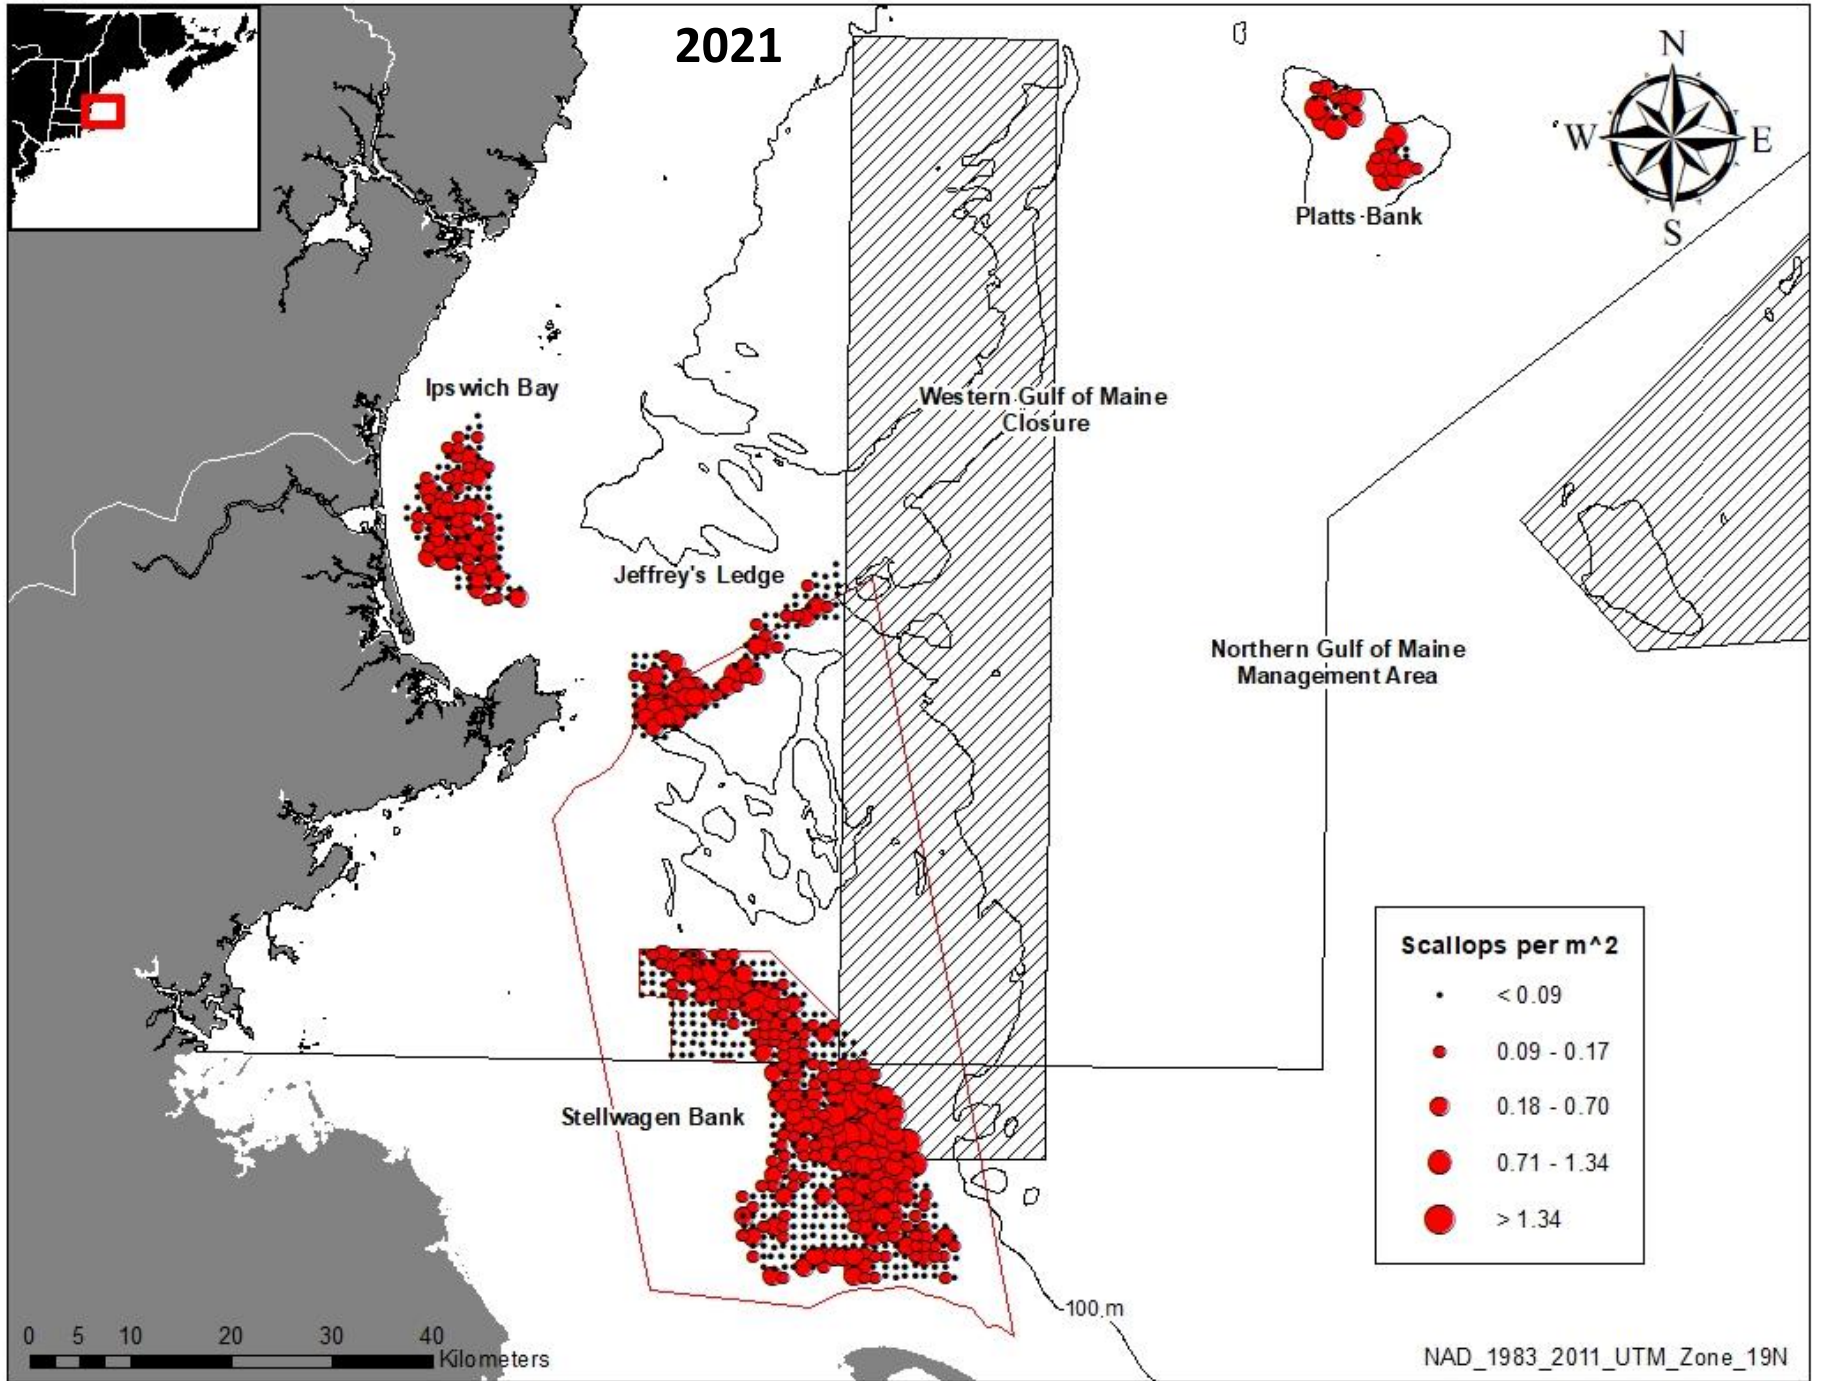 2021
N
W
E
S
Platts Bank
Ipswich Bay
Western Gulf of Maine
Closure
Jeffrey's Ledge
Northern Gulf of Maine
Management Area
Scallops per m^2
< 0.09
0.09 - 0.17
0.18 - 0.70
0.71 - 1.34
> 1.34
Stellwagen Bank
100 m
0 5 10 20 30 40
Kilometers
NAD_1983_2011_UTM_Zone_19N